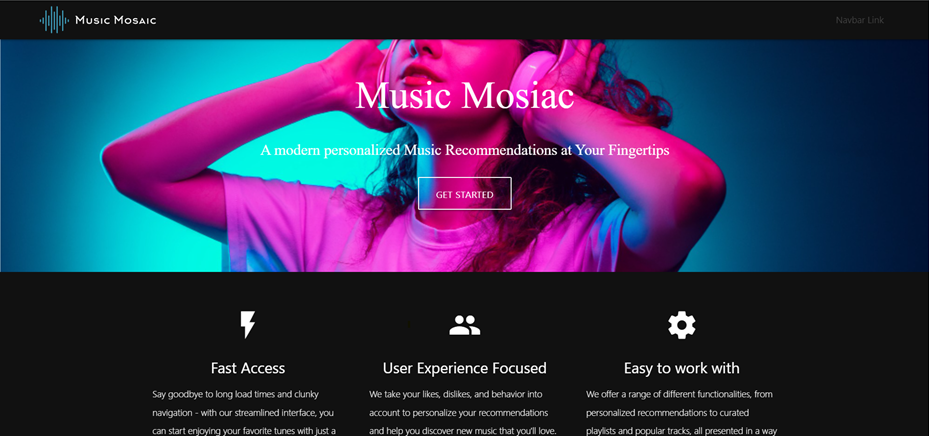 Music Mosaic
Navbar Link
Music Mosiac
A modern personalized Music Recommendations at Your Fingertips
GET STARTED
Fast Access
Say goodbye to long load times and clunky
navigation - with our streamlined interface, you
can start enjoying your favorite tunes with just a
User Experience Focused
We take your likes, dislikes, and behavior into
account to personalize your recommendations
and help you discover new music that you'll love.
Easy to work with
We offer a range of different functionalities, from
personalized recommendations to curated
playlists and popular tracks, all presented in a way